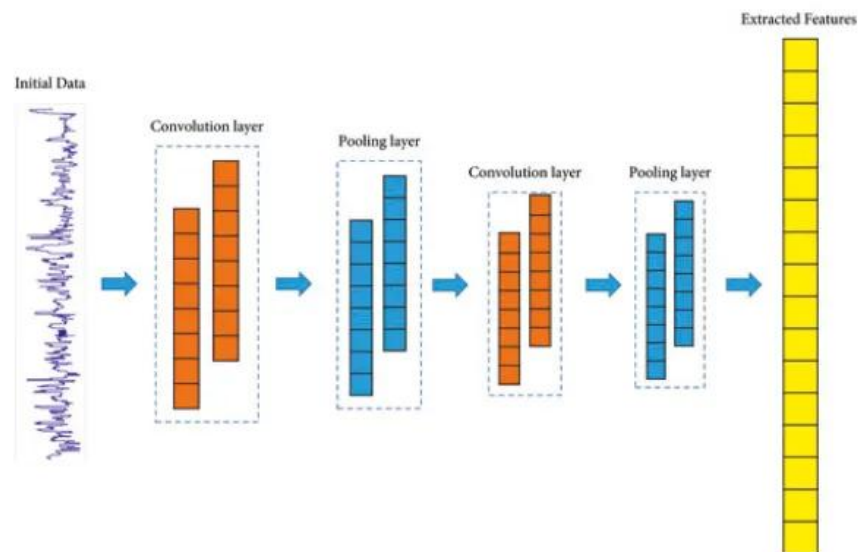 Extracted Features
Initial Data
Convolution layer
Pooling layer
Convolution layer
Pooling layer